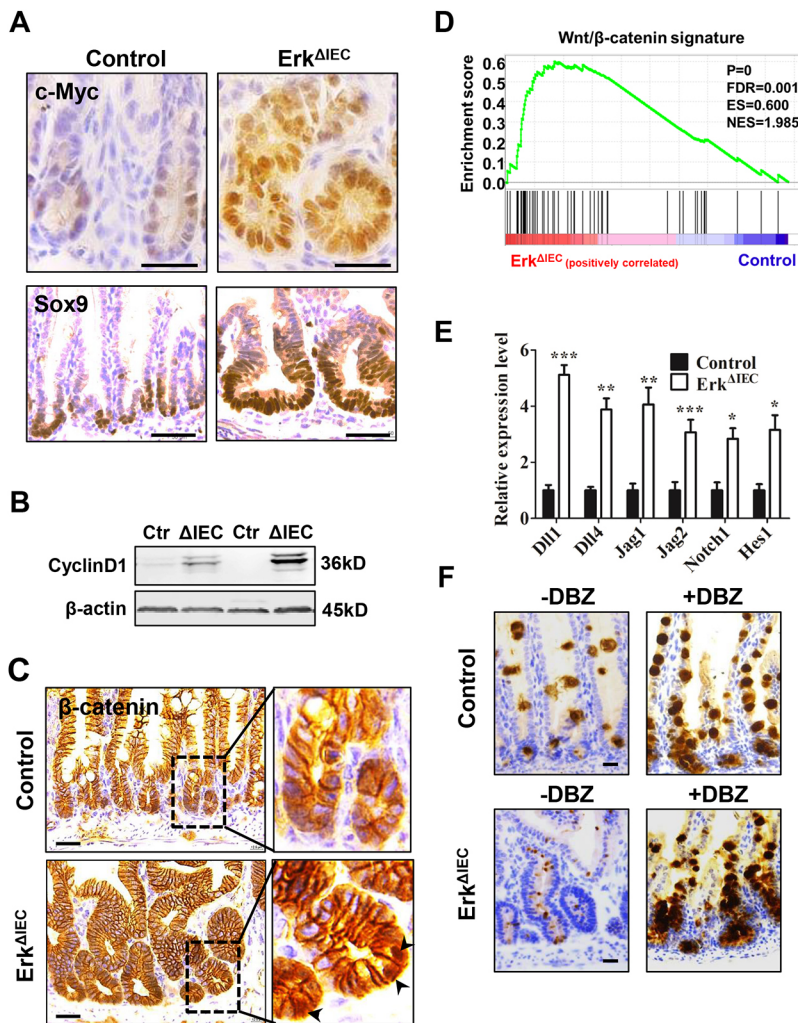 A
Control
Erk^ΔIEC
c-Myc
Sox9
B
Ctr ΔIEC Ctr ΔIEC
CyclinD1
36kD
β-actin
45kD
C
β-catenin
Control
Erk^ΔIEC
D
Wnt/β-catenin signature
Enrichment score
0.6
0.5
0.4
0.3
0.2
0.1
0.0
P=0
FDR=0.001
ES=0.600
NES=1.985
Erk^ΔIEC (positively correlated)
Control
E
Relative expression level
6
4
2
0
Control
Erk^ΔIEC
***
**
**
***
*
*
Dll1
Dll4
Jag1
Jag2
Notch1
Hes1
F
-DBZ
+DBZ
Control
-DBZ
+DBZ
Erk^ΔIEC